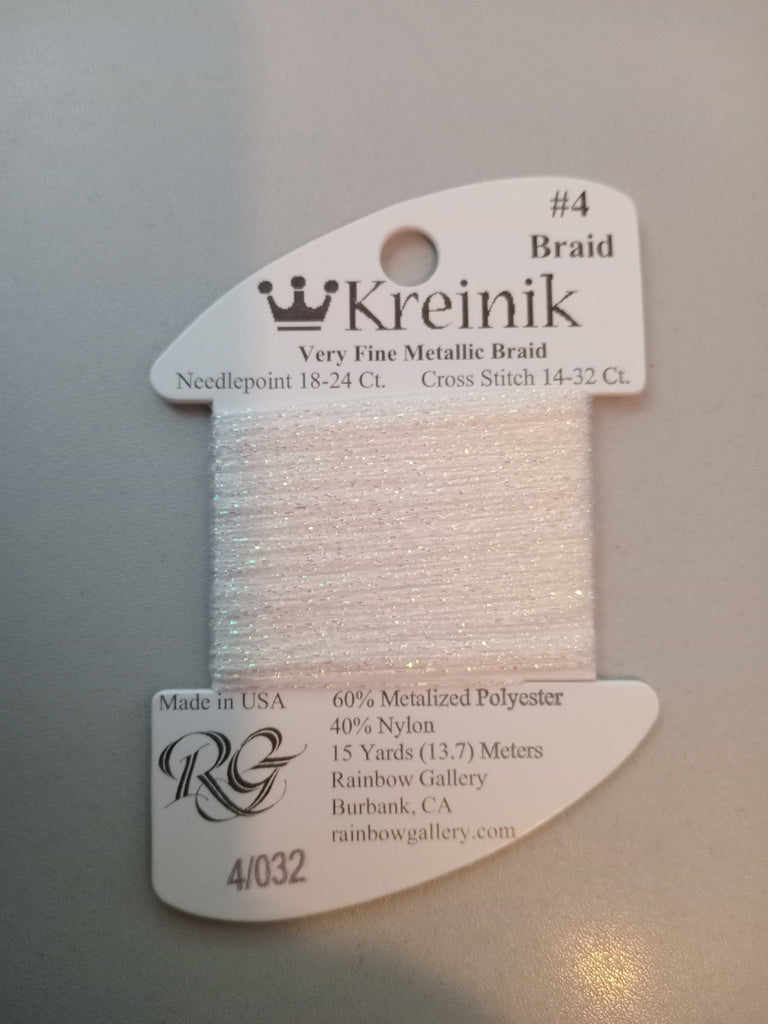 #4
Braid
Kreinik
Very Fine Metallic Braid
Needlepoint 18-24 Ct. Cross Stitch 14-32 Ct.
Made in USA
60% Metalized Polyester
40% Nylon
15 Yards (13.7) Meters
Rainbow Gallery
Burbank, CA
rainbowgallery.com
RG
4/032